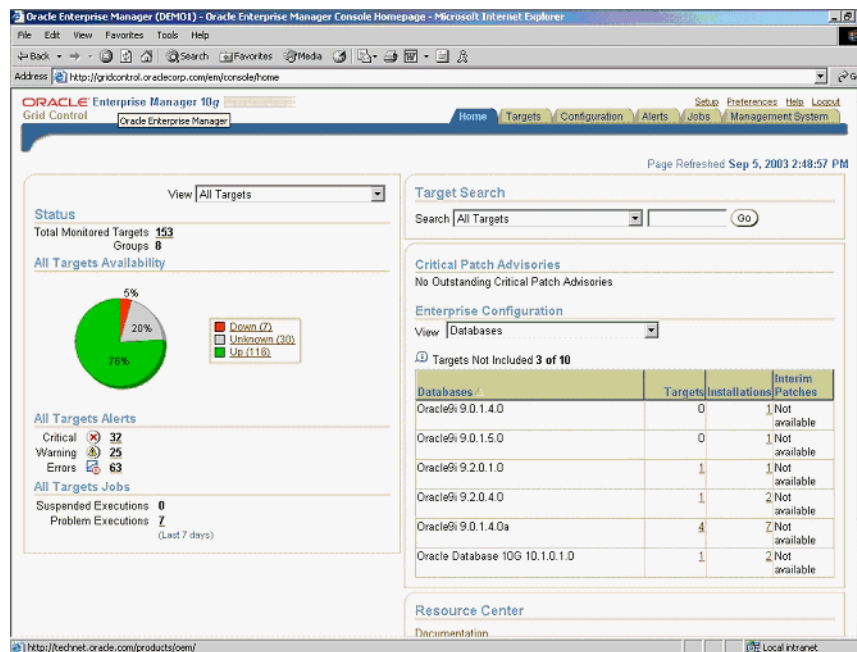 Oracle Enterprise Manager (DEMO1) - Oracle Enterprise Manager Console Homepage - Microsoft Internet Explorer
File Edit View Favorites Tools Help
Back Search Favorites Media
Address http://gridcontrol.oraclecorp.com/em/console/home
ORACLE Enterprise Manager 10g
Grid Control
Oracle Enterprise Manager
Setup Preferences Help Logout
Home Targets Configuration Alerts Jobs Management System
Page Refreshed Sep 5, 2003 2:48:57 PM
View All Targets
Status
Total Monitored Targets 153
Groups 8
All Targets Availability
5%
20%
76%
Down (7)
Unknown (30)
Up (116)
All Targets Alerts
Critical 32
Warning 25
Errors 63
All Targets Jobs
Suspended Executions 0
Problem Executions 7
(Last 7 days)
Target Search
Search All Targets Go
Critical Patch Advisories
No Outstanding Critical Patch Advisories
Enterprise Configuration
View Databases
Targets Not Included 3 of 10
Databases Targets Installations Interim Patches
Oracle9i 9.0.1.4.0 0 1 Not available
Oracle9i 9.0.1.5.0 0 1 Not available
Oracle9i 9.2.0.1.0 1 1 Not available
Oracle9i 9.2.0.4.0 1 2 Not available
Oracle9i 9.0.1.4.0a 4 7 Not available
Oracle Database 10G 10.1.0.1.0 1 2 Not available
Resource Center
Documentation
http://technet.oracle.com/products/oem/
Local intranet